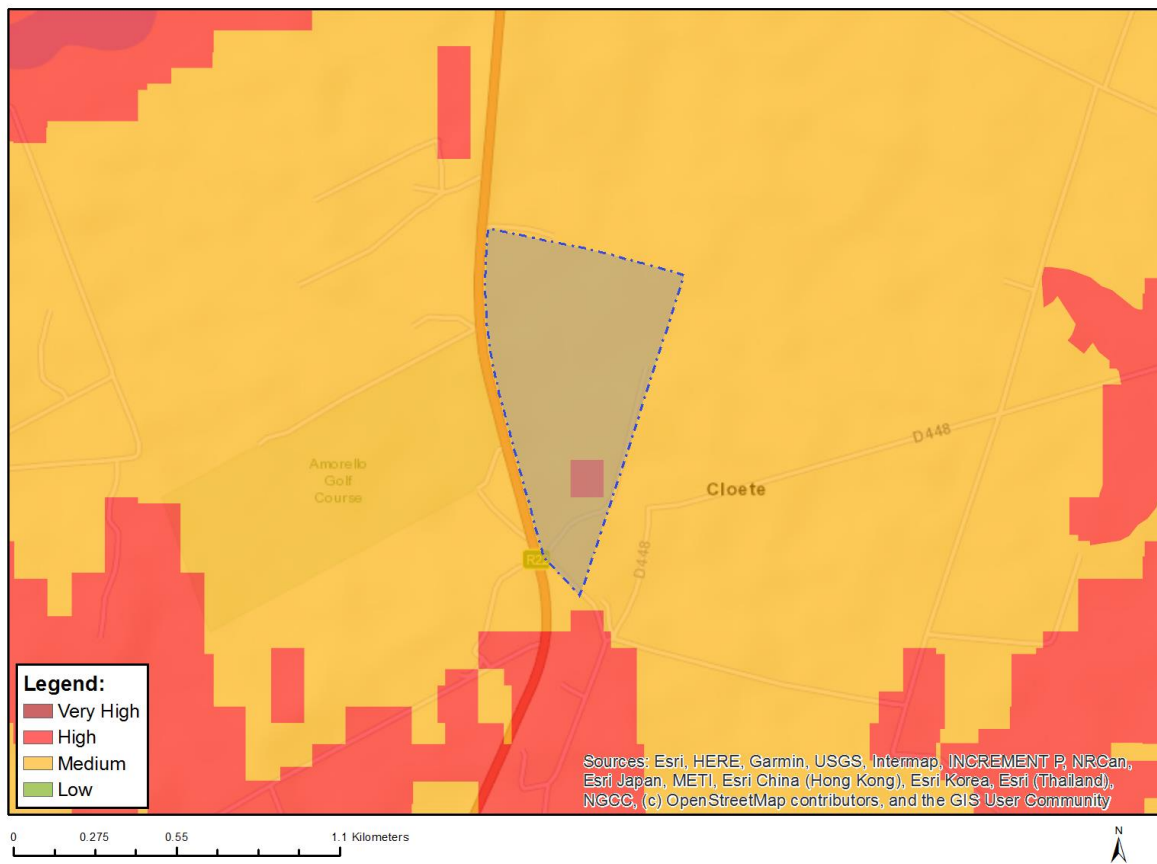 Amorello
Golf
Course
D448
Cloete
D448
Legend:
Very High
High
Medium
Low
Sources: Esri, HERE, Garmin, USGS, Intermap, INCREMENT P, NRCan,
Esri Japan, METI, Esri China (Hong Kong), Esri Korea, Esri (Thailand),
NGCC, (c) OpenStreetMap contributors, and the GIS User Community
0 0.275 0.55 1.1 Kilometers
N